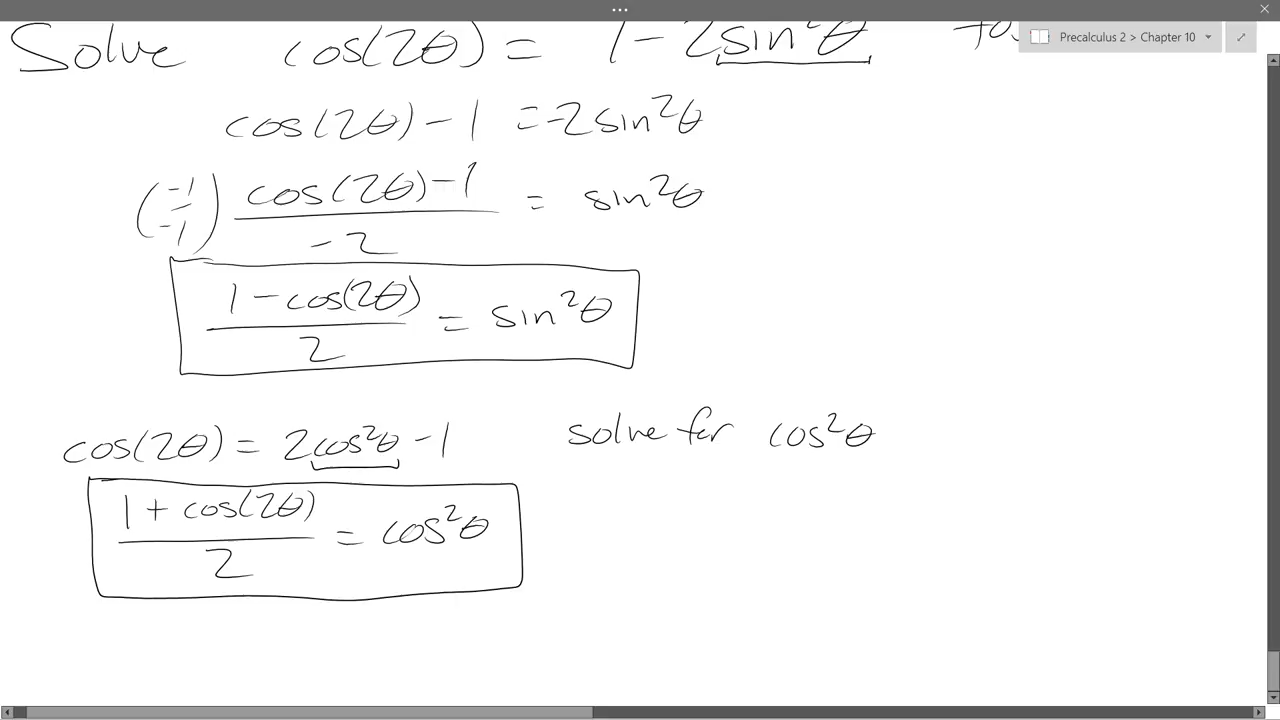 Precalculus 2 > Chapter 10
Solve cos(2θ) = 1 - 2sin²θ
cos(2θ) - 1 = -2sin²θ
(-1/-1) (cos(2θ) - 1)/(-2) = sin²θ
(1 - cos(2θ))/2 = sin²θ
cos(2θ) = 2cos²θ - 1 solve for cos²θ
(1 + cos(2θ))/2 = cos²θ